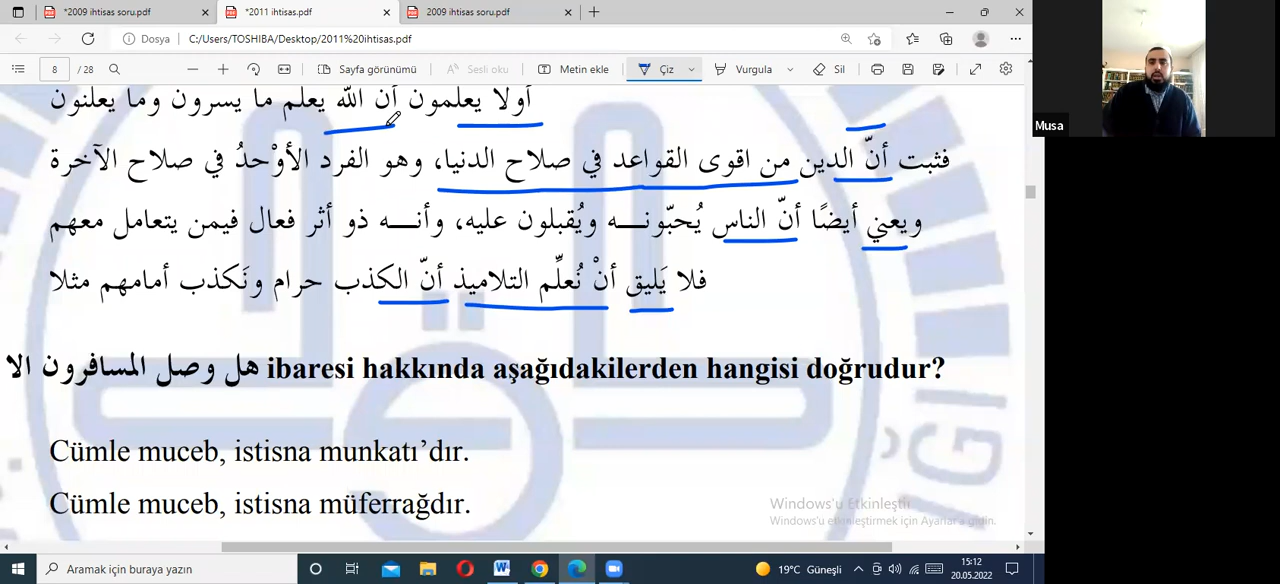 *2009 ihtisas soru.pdf
*2011 ihtisas.pdf
2009 ihtisas soru.pdf
Dosya
C:/Users/TOSHIBA/Desktop/2011%20ihtisas.pdf
8 / 28
Sayfa görünümü
Sesli oku
Metin ekle
Çiz
Vurgula
Sil
أولا يعلمون أن الله يعلم ما يسرون وما يعلنون
فثبت أنّ الدين من اقوى القواعد في صلاح الدنيا، وهو الفرد الأوْحدُ في صلاح الآخرة
ويعني أيضًا أنّ الناس يُحبّونـــه ويُقبلون عليه، وأنـــه ذو أثر فعال فيمن يتعامل معهم
فلا يَليق أنْ نُعلِّم التلاميذ أنّ الكذب حرام ونَكذب أمامهم مثلا
هل وصل المسافرون الا ibaresi hakkında aşağıdakilerden hangisi doğrudur?
Cümle muceb, istisna munkatı’dır.
Cümle muceb, istisna müferrağdır.
Windows'u Etkinleştir
Windows'u etkinleştirmek için Ayarlar'a gidin.
Musa
Aramak için buraya yazın
19°C Güneşli
15:12
20.05.2022